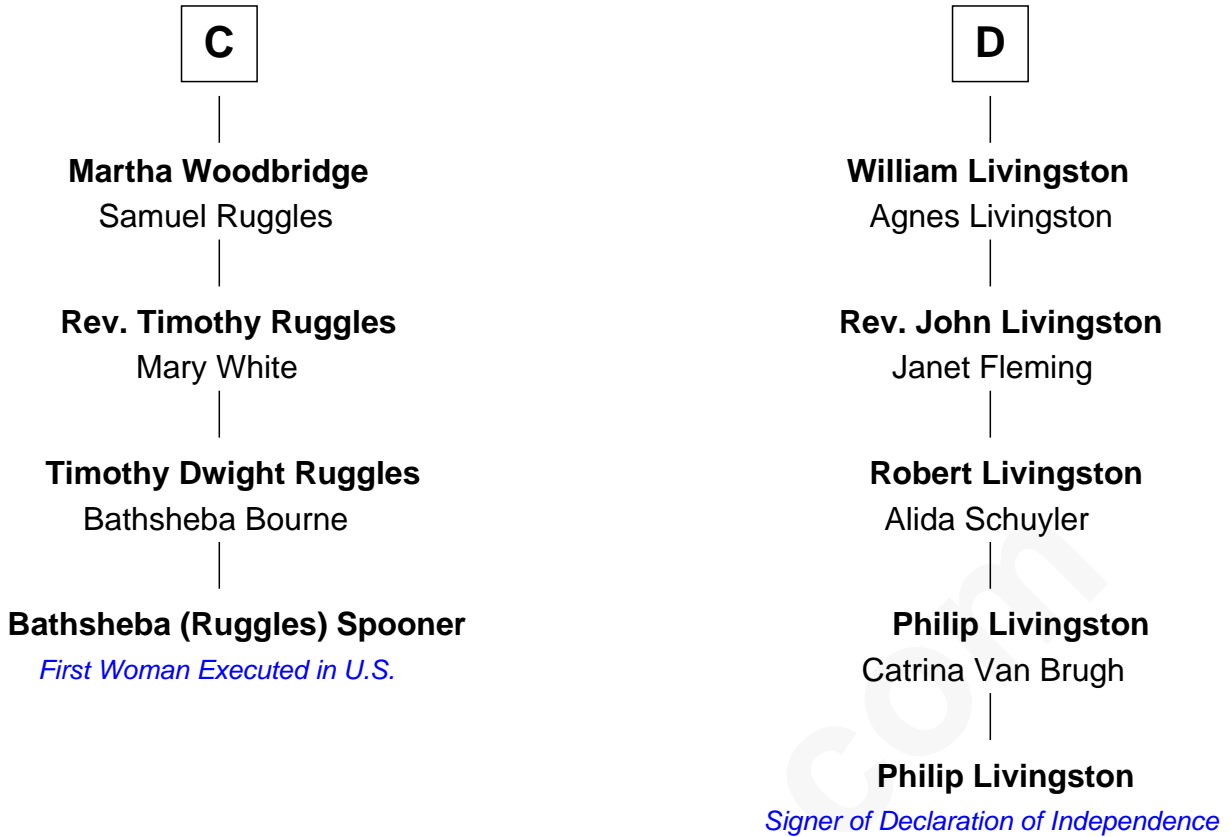 C
Martha Woodbridge
Samuel Ruggles
Rev. Timothy Ruggles
Mary White
Timothy Dwight Ruggles
Bathsheba Bourne
Bathsheba (Ruggles) Spooner
First Woman Executed in U.S.
D
William Livingston
Agnes Livingston
Rev. John Livingston
Janet Fleming
Robert Livingston
Alida Schuyler
Philip Livingston
Catrina Van Brugh
Philip Livingston
Signer of Declaration of Independence
com